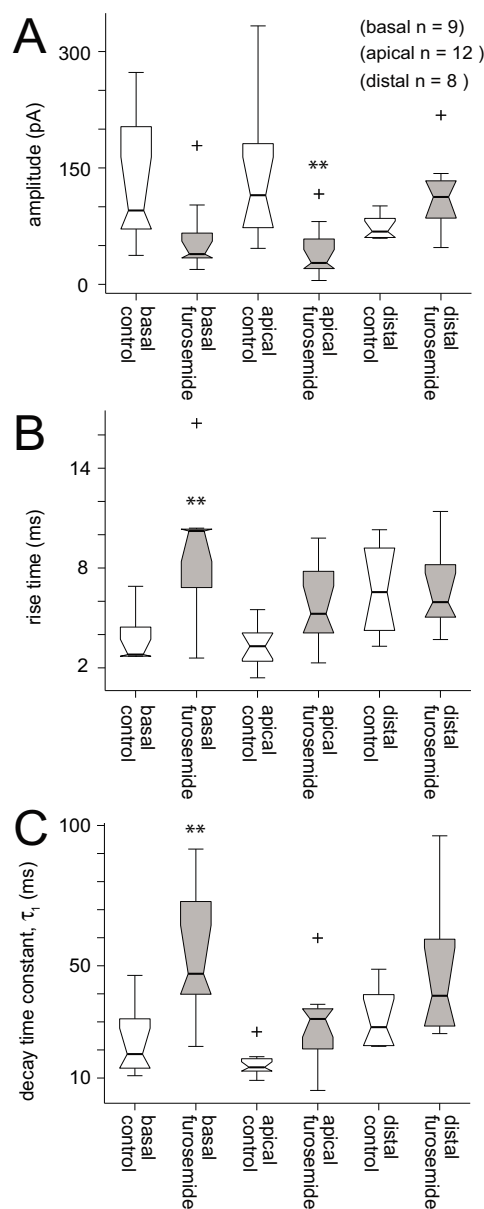 A
(basal n = 9)
(apical n = 12 )
(distal n = 8 )
amplitude (pA)
300
150
0
**
basal control
basal furosemide
apical control
apical furosemide
distal control
distal furosemide
B
rise time (ms)
14
8
2
**
basal control
basal furosemide
apical control
apical furosemide
distal control
distal furosemide
C
decay time constant, τ1 (ms)
100
50
10
**
basal control
basal furosemide
apical control
apical furosemide
distal control
distal furosemide